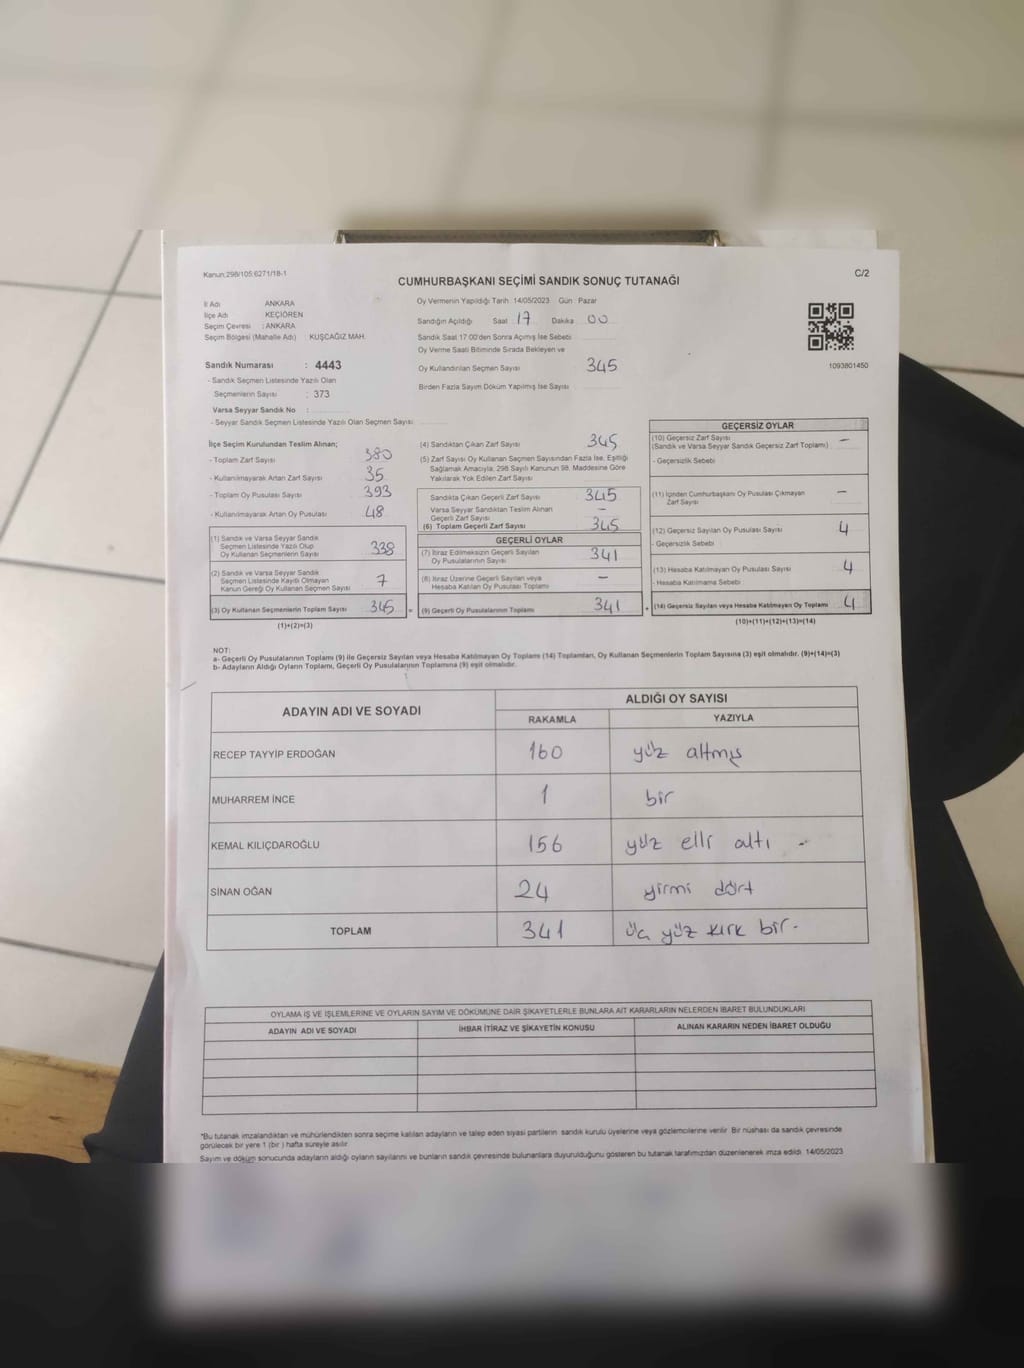 Kanun:298/105;6271/18-1
C/2
CUMHURBAŞKANI SEÇİMİ SANDIK SONUÇ TUTANAĞI
İl Adı ANKARA
İlçe Adı KEÇİÖREN
Seçim Çevresi : ANKARA
Seçim Bölgesi (Mahalle Adı) KUŞCAĞIZ MAH.
Oy Vermenin Yapıldığı Tarih :14/05/2023 Gün : Pazar
Sandığın Açıldığı Saat 17 Dakika 00
Sandık Saat 17:00'den Sonra Açımış İse Sebebi
Oy Verme Saati Bitiminde Sırada Bekleyen ve
Oy Kullandırılan Seçmen Sayısı 345
Birden Fazla Sayım Döküm Yapılmış İse Sayısı
1093801450
Sandık Numarası : 4443
- Sandık Seçmen Listesinde Yazılı Olan
Seçmenlerin Sayısı : 373
Varsa Seyyar Sandık No :
- Seyyar Sandık Seçmen Listesinde Yazılı Olan Seçmen Sayısı
İlçe Seçim Kurulundan Teslim Alınan;
- Toplam Zarf Sayısı 380
- Kullanılmayarak Artan Zarf Sayısı 35
- Toplam Oy Pusulası Sayısı 393
- Kullanılmayarak Artan Oy Pusulası 48
(1) Sandık ve Varsa Seyyar Sandık
Seçmen Listesinde Yazılı Olup
Oy Kullanan Seçmenlerin Sayısı 338
(2) Sandık ve Varsa Seyyar Sandık
Seçmen Listesinde Kayıtlı Olmayan
Kanun Gereği Oy Kullanan Seçmen Sayısı 7
(3) Oy Kullanan Seçmenlerin Toplam Sayısı 345 =
(1)+(2)=(3)
(4) Sandıktan Çıkan Zarf Sayısı 345
(5) Zarf Sayısı Oy Kullanan Seçmen Sayısından Fazla İse, Eşitliği
Sağlamak Amacıyla, 298 Sayılı Kanunun 98. Maddesine Göre
Yakılarak Yok Edilen Zarf Sayısı
Sandıkta Çıkan Geçerli Zarf Sayısı 345
Varsa Seyyar Sandıktan Teslim Alınan
Geçerli Zarf Sayısı –
(6) Toplam Geçerli Zarf Sayısı 345
GEÇERLİ OYLAR
(7) İtiraz Edilmeksizin Geçerli Sayılan
Oy Pusulalarının Sayısı 341
(8) İtiraz Üzerine Geçerli Sayılan veya
Hesaba Katılan Oy Pusulası Toplamı –
(9) Geçerli Oy Pusulalarının Toplamı 341 +
GEÇERSİZ OYLAR
(10) Geçersiz Zarf Sayısı
(Sandık ve Varsa Seyyar Sandık Geçersiz Zarf Toplamı) –
- Geçersizlik Sebebi
(11) İçinden Cumhurbaşkanı Oy Pusulası Çıkmayan
Zarf Sayısı –
(12) Geçersiz Sayılan Oy Pusulası Sayısı 4
- Geçersizlik Sebebi
(13) Hesaba Katılmayan Oy Pusulası Sayısı 4
- Hesaba Katılmama Sebebi
(14) Geçersiz Sayılan veya Hesaba Katılmayan Oy Toplamı 4
(10)+(11)+(12)+(13)=(14)
NOT:
a- Geçerli Oy Pusulalarının Toplamı (9) ile Geçersiz Sayılan veya Hesaba Katılmayan Oy Toplamı (14) Toplamları, Oy Kullanan Seçmenlerin Toplam Sayısına (3) eşit olmalıdır. (9)+(14)=(3)
b- Adayların Aldığı Oyların Toplamı, Geçerli Oy Pusulalarının Toplamına (9) eşit olmalıdır.
ADAYIN ADI VE SOYADI
ALDIĞI OY SAYISI
RAKAMLA YAZIYLA
RECEP TAYYİP ERDOĞAN 160 yüz altmış
MUHARREM İNCE 1 bir
KEMAL KILIÇDAROĞLU 156 yüz elli altı -
SİNAN OĞAN 24 yirmi dört
TOPLAM 341 üç yüz kırk bir-
OYLAMA İŞ VE İŞLEMLERİNE VE OYLARIN SAYIM VE DÖKÜMÜNE DAİR ŞİKAYETLERLE BUNLARA AİT KARARLARIN NELERDEN İBARET BULUNDUKLARI
ADAYIN ADI VE SOYADI İHBAR İTİRAZ VE ŞİKAYETİN KONUSU ALINAN KARARIN NEDEN İBARET OLDUĞU
*Bu tutanak imzalandıktan ve mühürlendikten sonra seçime katılan adayların ve talep eden siyasi partilerin sandık kurulu üyelerine veya gözlemcilerine verilir. Bir nüshası da sandık çevresinde
görülecek bir yere 1 (bir ) hafta süreyle asılır.
Sayım ve döküm sonucunda adayların aldığı oyların sayılarını ve bunların sandık çevresinde bulunanlara duyurulduğunu gösteren bu tutanak tarafımızdan düzenlenerek imza edildi. 14/05/2023